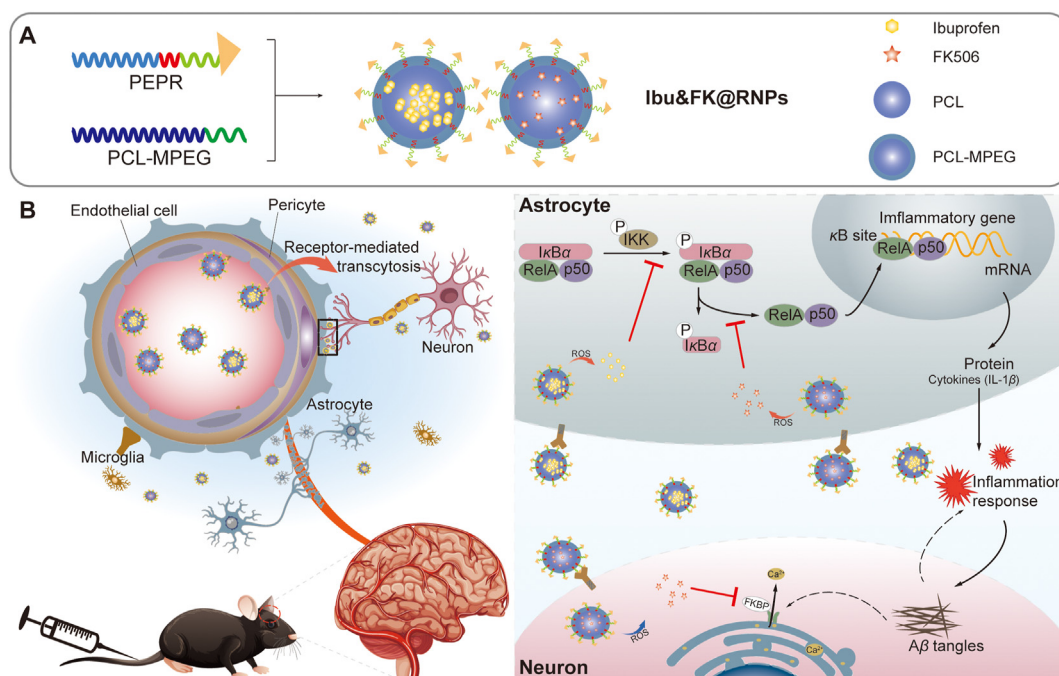 A
PEPR
PCL-MPEG
Ibu&FK@RNPs
Ibuprofen
FK506
PCL
PCL-MPEG
B
Endothelial cell
Pericyte
Receptor-mediated
transcytosis
Neuron
Astrocyte
Microglia
Astrocyte
IκBα
RelA p50
P
IKK
P
IκBα
RelA p50
P
IκBα
RelA p50
Imflammatory gene
κB site
RelA p50
mRNA
Protein
Cytokines (IL-1β)
ROS
ROS
Inflammation
response
Aβ tangles
ROS
FKBP
Ca²⁺
Ca²⁺
Neuron